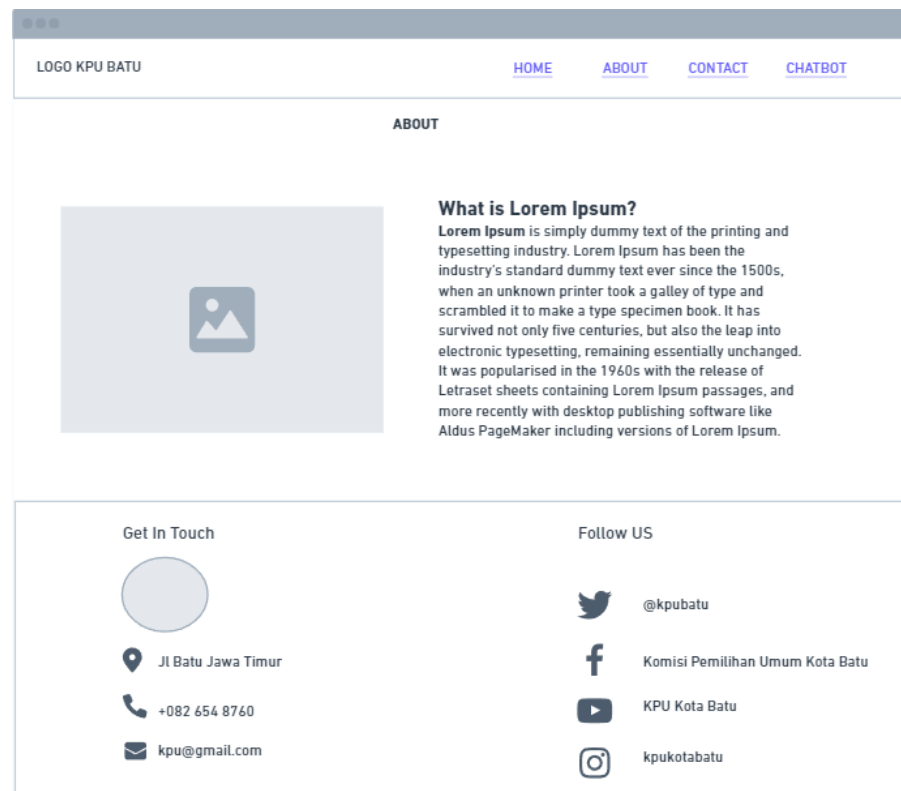 LOGO KPU BATU
HOME
ABOUT
CONTACT
CHATBOT
ABOUT
What is Lorem Ipsum?
Lorem Ipsum is simply dummy text of the printing and
typesetting industry. Lorem Ipsum has been the
industry's standard dummy text ever since the 1500s,
when an unknown printer took a galley of type and
scrambled it to make a type specimen book. It has
survived not only five centuries, but also the leap into
electronic typesetting, remaining essentially unchanged.
It was popularised in the 1960s with the release of
Letraset sheets containing Lorem Ipsum passages, and
more recently with desktop publishing software like
Aldus PageMaker including versions of Lorem Ipsum.
Get In Touch
Jl Batu Jawa Timur
+082 654 8760
kpu@gmail.com
Follow US
@kpubatu
Komisi Pemilihan Umum Kota Batu
KPU Kota Batu
kpukotabatu